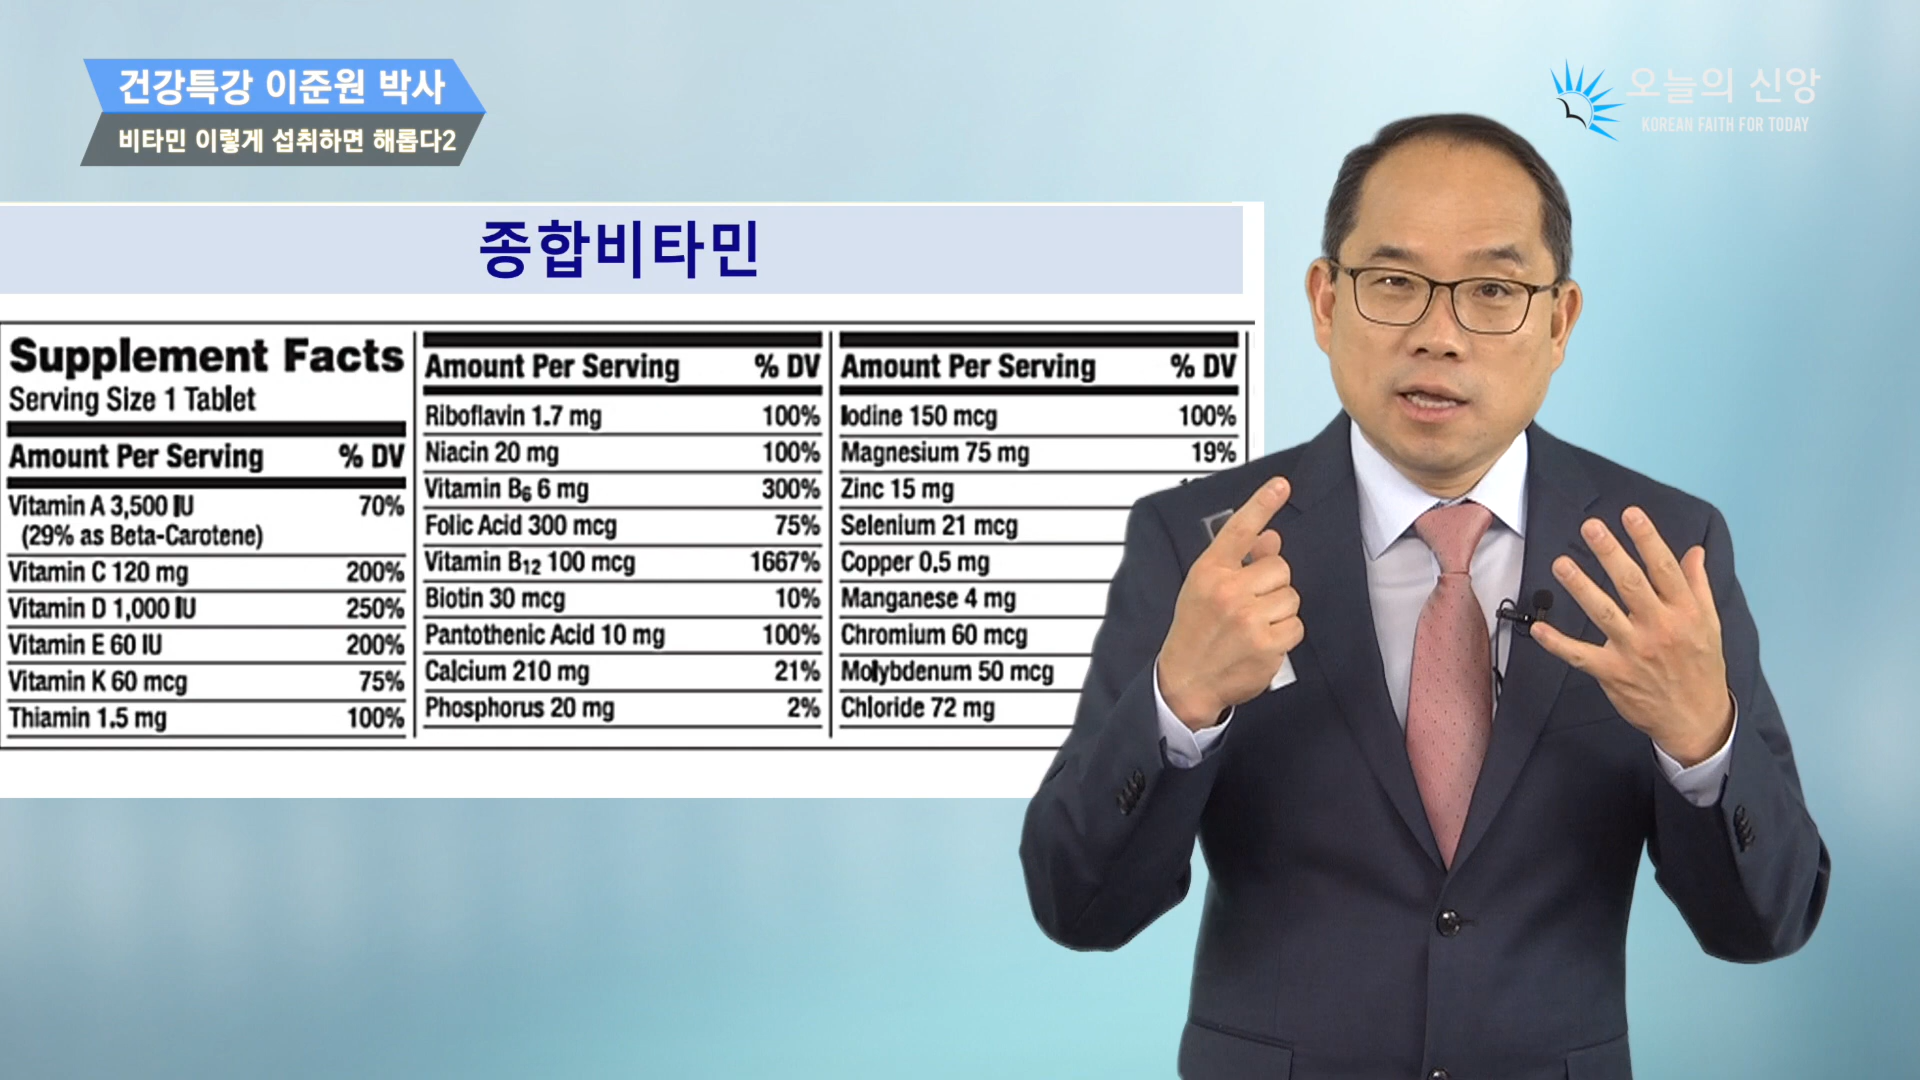 건강특강 이준원 박사
비타민 이렇게 섭취하면 해롭다2
오늘의 신앙
KOREAN FAITH FOR TODAY
종합비타민
Supplement Facts
Serving Size 1 Tablet
Amount Per Serving % DV
Vitamin A 3,500 IU 70%
(29% as Beta-Carotene)
Vitamin C 120 mg 200%
Vitamin D 1,000 IU 250%
Vitamin E 60 IU 200%
Vitamin K 60 mcg 75%
Thiamin 1.5 mg 100%
Amount Per Serving % DV
Riboflavin 1.7 mg 100%
Niacin 20 mg 100%
Vitamin B6 6 mg 300%
Folic Acid 300 mcg 75%
Vitamin B12 100 mcg 1667%
Biotin 30 mcg 10%
Pantothenic Acid 10 mg 100%
Calcium 210 mg 21%
Phosphorus 20 mg 2%
Amount Per Serving % DV
Iodine 150 mcg 100%
Magnesium 75 mg 19%
Zinc 15 mg
Selenium 21 mcg
Copper 0.5 mg
Manganese 4 mg
Chromium 60 mcg
Molybdenum 50 mcg
Chloride 72 mg